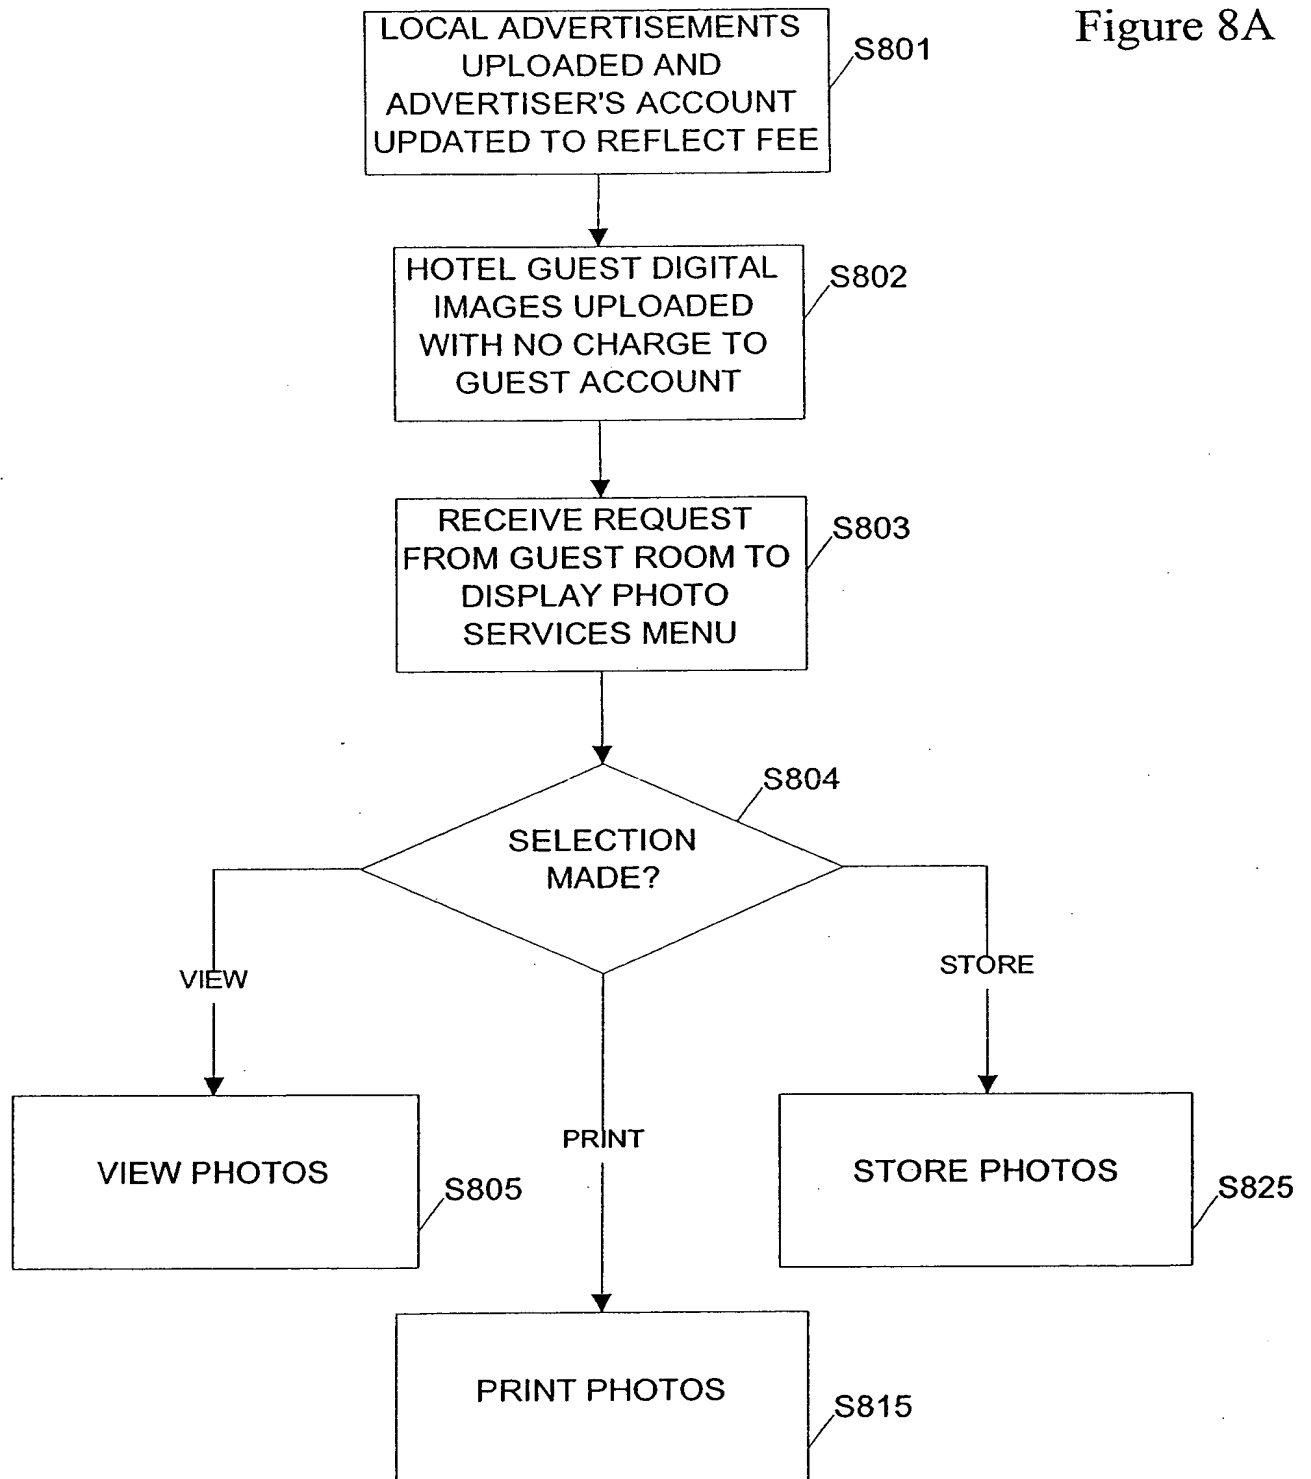 Figure 8A
LOCAL ADVERTISEMENTS
UPLOADED AND
ADVERTISER'S ACCOUNT
UPDATED TO REFLECT FEE
S801
HOTEL GUEST DIGITAL
IMAGES UPLOADED
WITH NO CHARGE TO
GUEST ACCOUNT
S802
RECEIVE REQUEST
FROM GUEST ROOM TO
DISPLAY PHOTO
SERVICES MENU
S803
SELECTION
MADE?
S804
VIEW
STORE
PRINT
VIEW PHOTOS
S805
STORE PHOTOS
S825
PRINT PHOTOS
S815